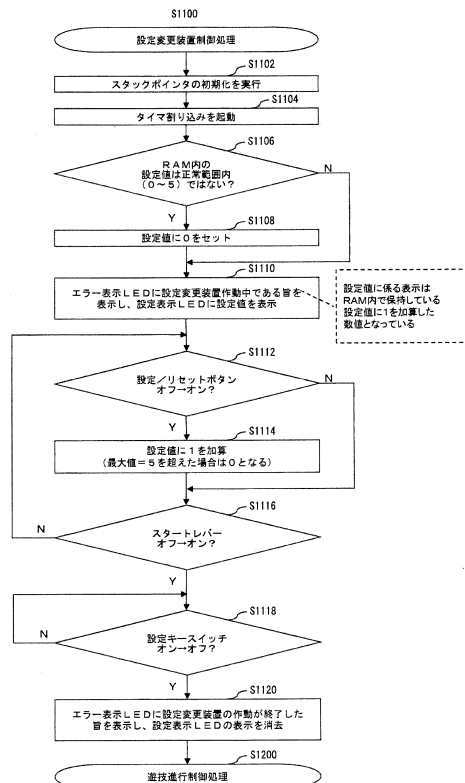 S1100
設定変更装置制御処理
S1102
スタックポインタの初期化を実行
S1104
タイマ割り込みを起動
S1106
RAM内の
設定値は正常範囲内
(0～5)ではない?
N
Y
S1108
設定値に0をセット
S1110
エラー表示LEDに設定変更装置作動中である旨を
表示し、設定表示LEDに設定値を表示
設定値に係る表示は
RAM内で保持している
設定値に1を加算した
数値となっている
S1112
設定／リセットボタン
オフ→オン?
N
Y
S1114
設定値に1を加算
(最大値=5を超えた場合は0となる)
S1116
スタートレバー
オフ→オン?
N
Y
S1118
設定キースイッチ
オン→オフ?
N
Y
S1120
エラー表示LEDに設定変更装置の作動が終了した
旨を表示し、設定表示LEDの表示を消去
S1200
遊技進行制御処理